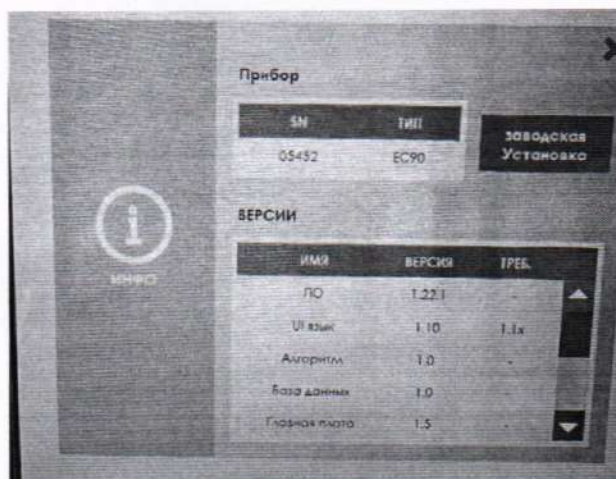 Прибор
SN ТИП
05452 EC90
заводская
Установка
ВЕРСИИ
ИМЯ ВЕРСИЯ ТРЕБ.
ПО 1.22.1 -
UI язык 1.10 1.1x
Алгоритм 1.0 -
База данных 1.0
Главная плата 1.5 -
ИНФО